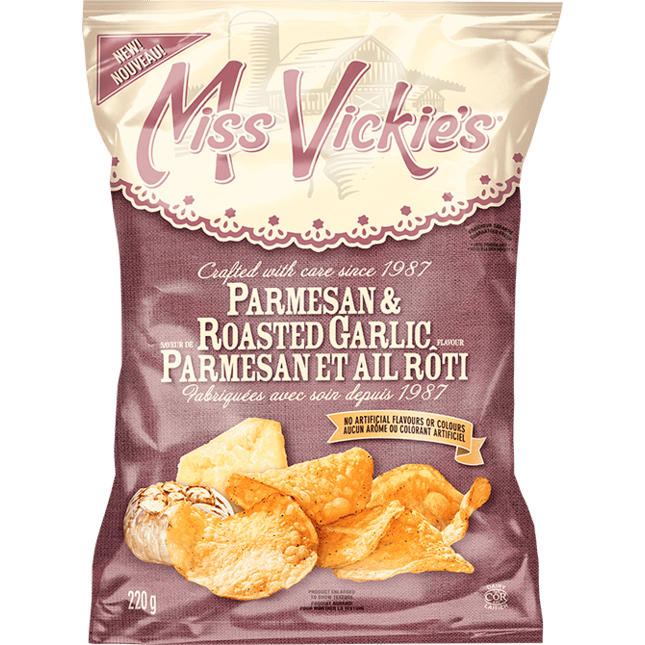 NEW!
NOUVEAU!
Miss Vickie's
Crafted with care since 1987
PARMESAN &
SAVEUR DE ROASTED GARLIC FLAVOUR
PARMESAN ET AIL RÔTI
Fabriquées avec soin depuis 1987
NO ARTIFICIAL FLAVOURS OR COLOURS
AUCUN ARÔME OU COLORANT ARTIFICIEL
220 g
PRODUCT ENLARGED
TO SHOW TEXTURE
PRODUIT AGRANDI
POUR MONTRER LA TEXTURE
COR